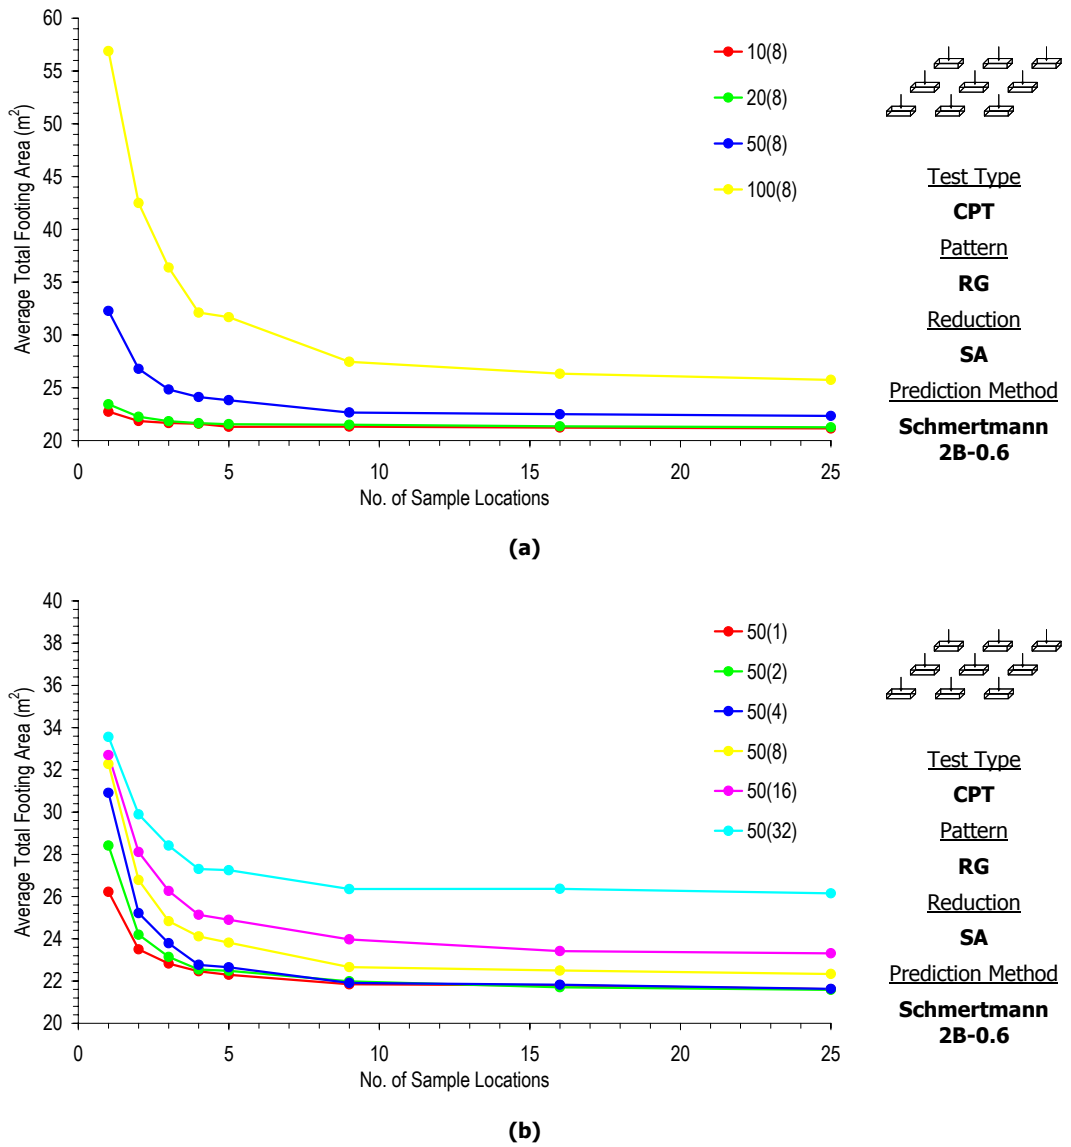 60
55
50
45
40
35
30
25
20
Average Total Footing Area (m²)
0 5 10 15 20 25
No. of Sample Locations
10(8)
20(8)
50(8)
100(8)
Test Type
CPT
Pattern
RG
Reduction
SA
Prediction Method
Schmertmann
2B-0.6
(a)
40
38
36
34
32
30
28
26
24
22
20
Average Total Footing Area (m²)
0 5 10 15 20 25
No. of Sample Locations
50(1)
50(2)
50(4)
50(8)
50(16)
50(32)
Test Type
CPT
Pattern
RG
Reduction
SA
Prediction Method
Schmertmann
2B-0.6
(b)